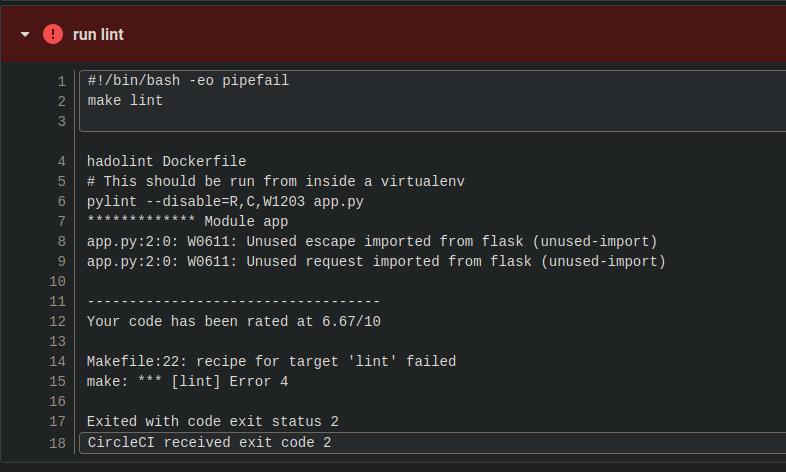 run lint
1 #!/bin/bash -eo pipefail
2 make lint
3
4 hadolint Dockerfile
5 # This should be run from inside a virtualenv
6 pylint --disable=R,C,W1203 app.py
7 ************* Module app
8 app.py:2:0: W0611: Unused escape imported from flask (unused-import)
9 app.py:2:0: W0611: Unused request imported from flask (unused-import)
10
11 -----------------------------------
12 Your code has been rated at 6.67/10
13
14 Makefile:22: recipe for target 'lint' failed
15 make: *** [lint] Error 4
16
17 Exited with code exit status 2
18 CircleCI received exit code 2